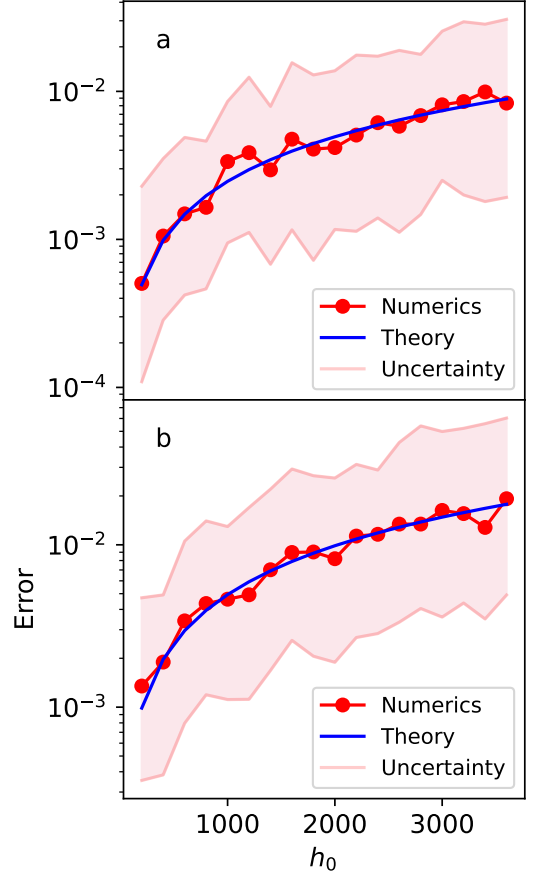 a
10⁻²
10⁻³
10⁻⁴
Numerics
Theory
Uncertainty
b
10⁻²
10⁻³
Error
Numerics
Theory
Uncertainty
1000 2000 3000
h₀